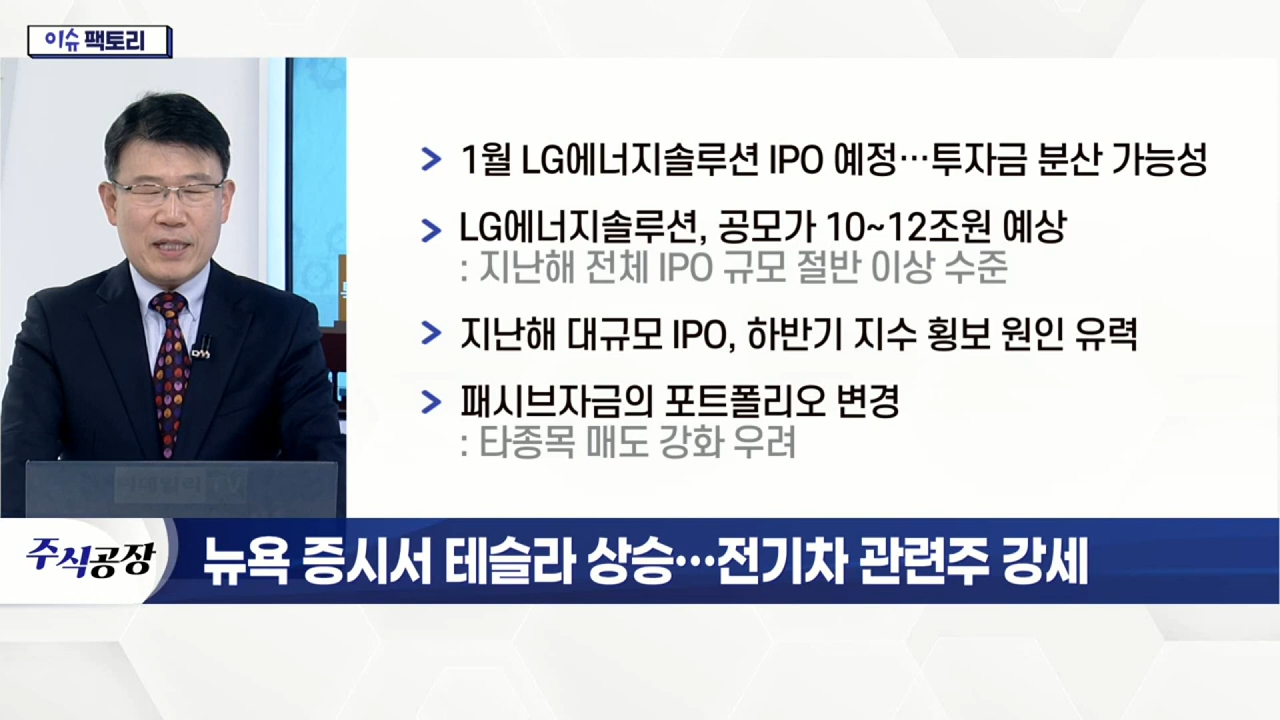 이슈 팩토리
> 1월 LG에너지솔루션 IPO 예정…투자금 분산 가능성
> LG에너지솔루션, 공모가 10~12조원 예상
: 지난해 전체 IPO 규모 절반 이상 수준
> 지난해 대규모 IPO, 하반기 지수 횡보 원인 유력
> 패시브자금의 포트폴리오 변경
: 타종목 매도 강화 우려
주식공장
뉴욕 증시서 테슬라 상승…전기차 관련주 강세